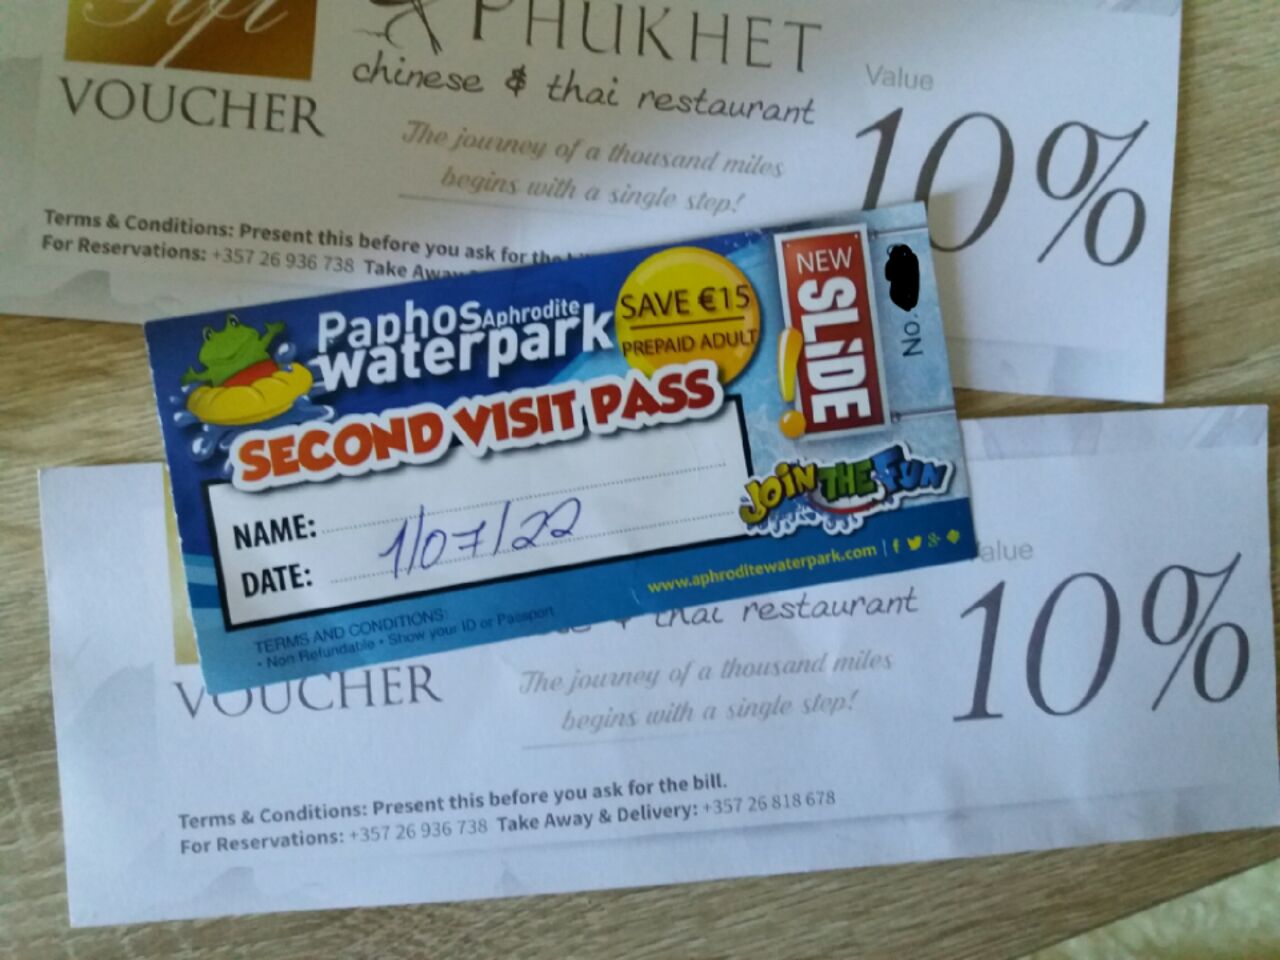 Gift
VOUCHER
PHUKHET
chinese & thai restaurant
The journey of a thousand miles
begins with a single step!
Value
10%
Terms & Conditions: Present this before you ask for the
For Reservations: +357 26 936 738 Take Away
Paphos Aphrodite
waterpark
SAVE €15
PREPAID ADULT
SECOND VISIT PASS
NEW
SLIDE!
NO.
JOIN THE FUN
NAME:
DATE: 1/07/22
www.aphroditewaterpark.com | f
TERMS AND CONDITIONS:
• Non Refundable • Show your ID or Passport
VOUCHER
& thai restaurant
The journey of a thousand miles
begins with a single step!
Value
10%
Terms & Conditions: Present this before you ask for the bill.
For Reservations: +357 26 936 738 Take Away & Delivery: +357 26 818 678